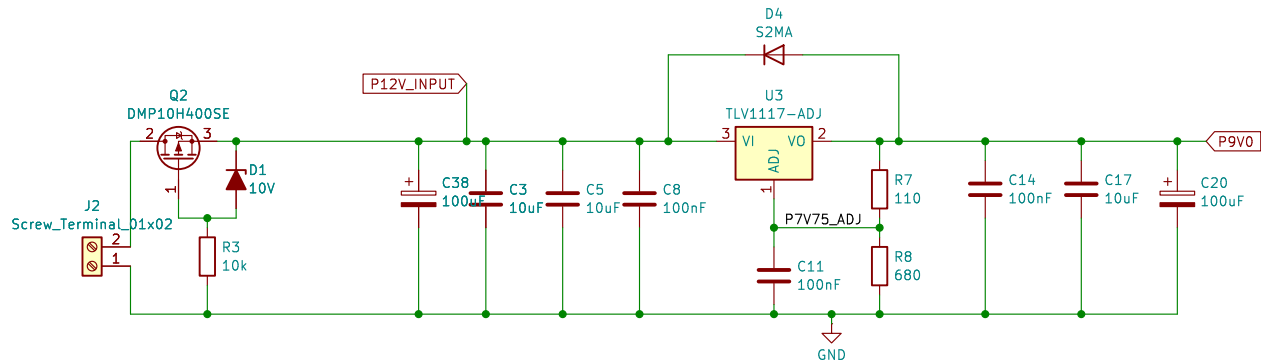 D4
S2MA
P12V_INPUT
Q2
DMP10H400SE
U3
TLV1117-ADJ
2
3
1
D1
10V
3
VI
VO
2
ADJ
1
P9V0
J2
Screw_Terminal_01x02
2
1
R3
10k
+
C38
100uF
C3
10uF
C5
10uF
C8
100nF
R7
110
P7V75_ADJ
C11
100nF
R8
680
C14
100nF
C17
10uF
+
C20
100uF
GND